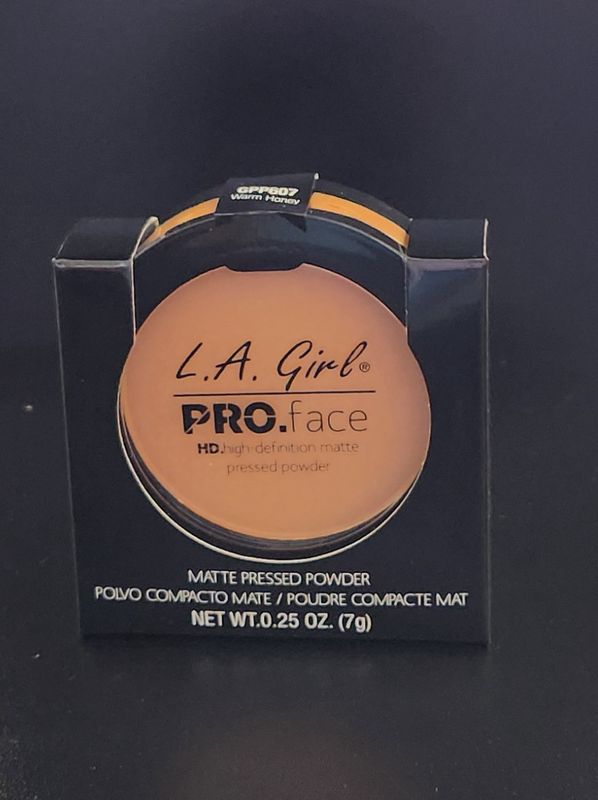 GPP607
Warm Honey
L.A. Girl®
PRO.face
HD.high-definition matte
pressed powder
MATTE PRESSED POWDER
POLVO COMPACTO MATE / POUDRE COMPACTE MAT
NET WT.0.25 OZ. (7g)